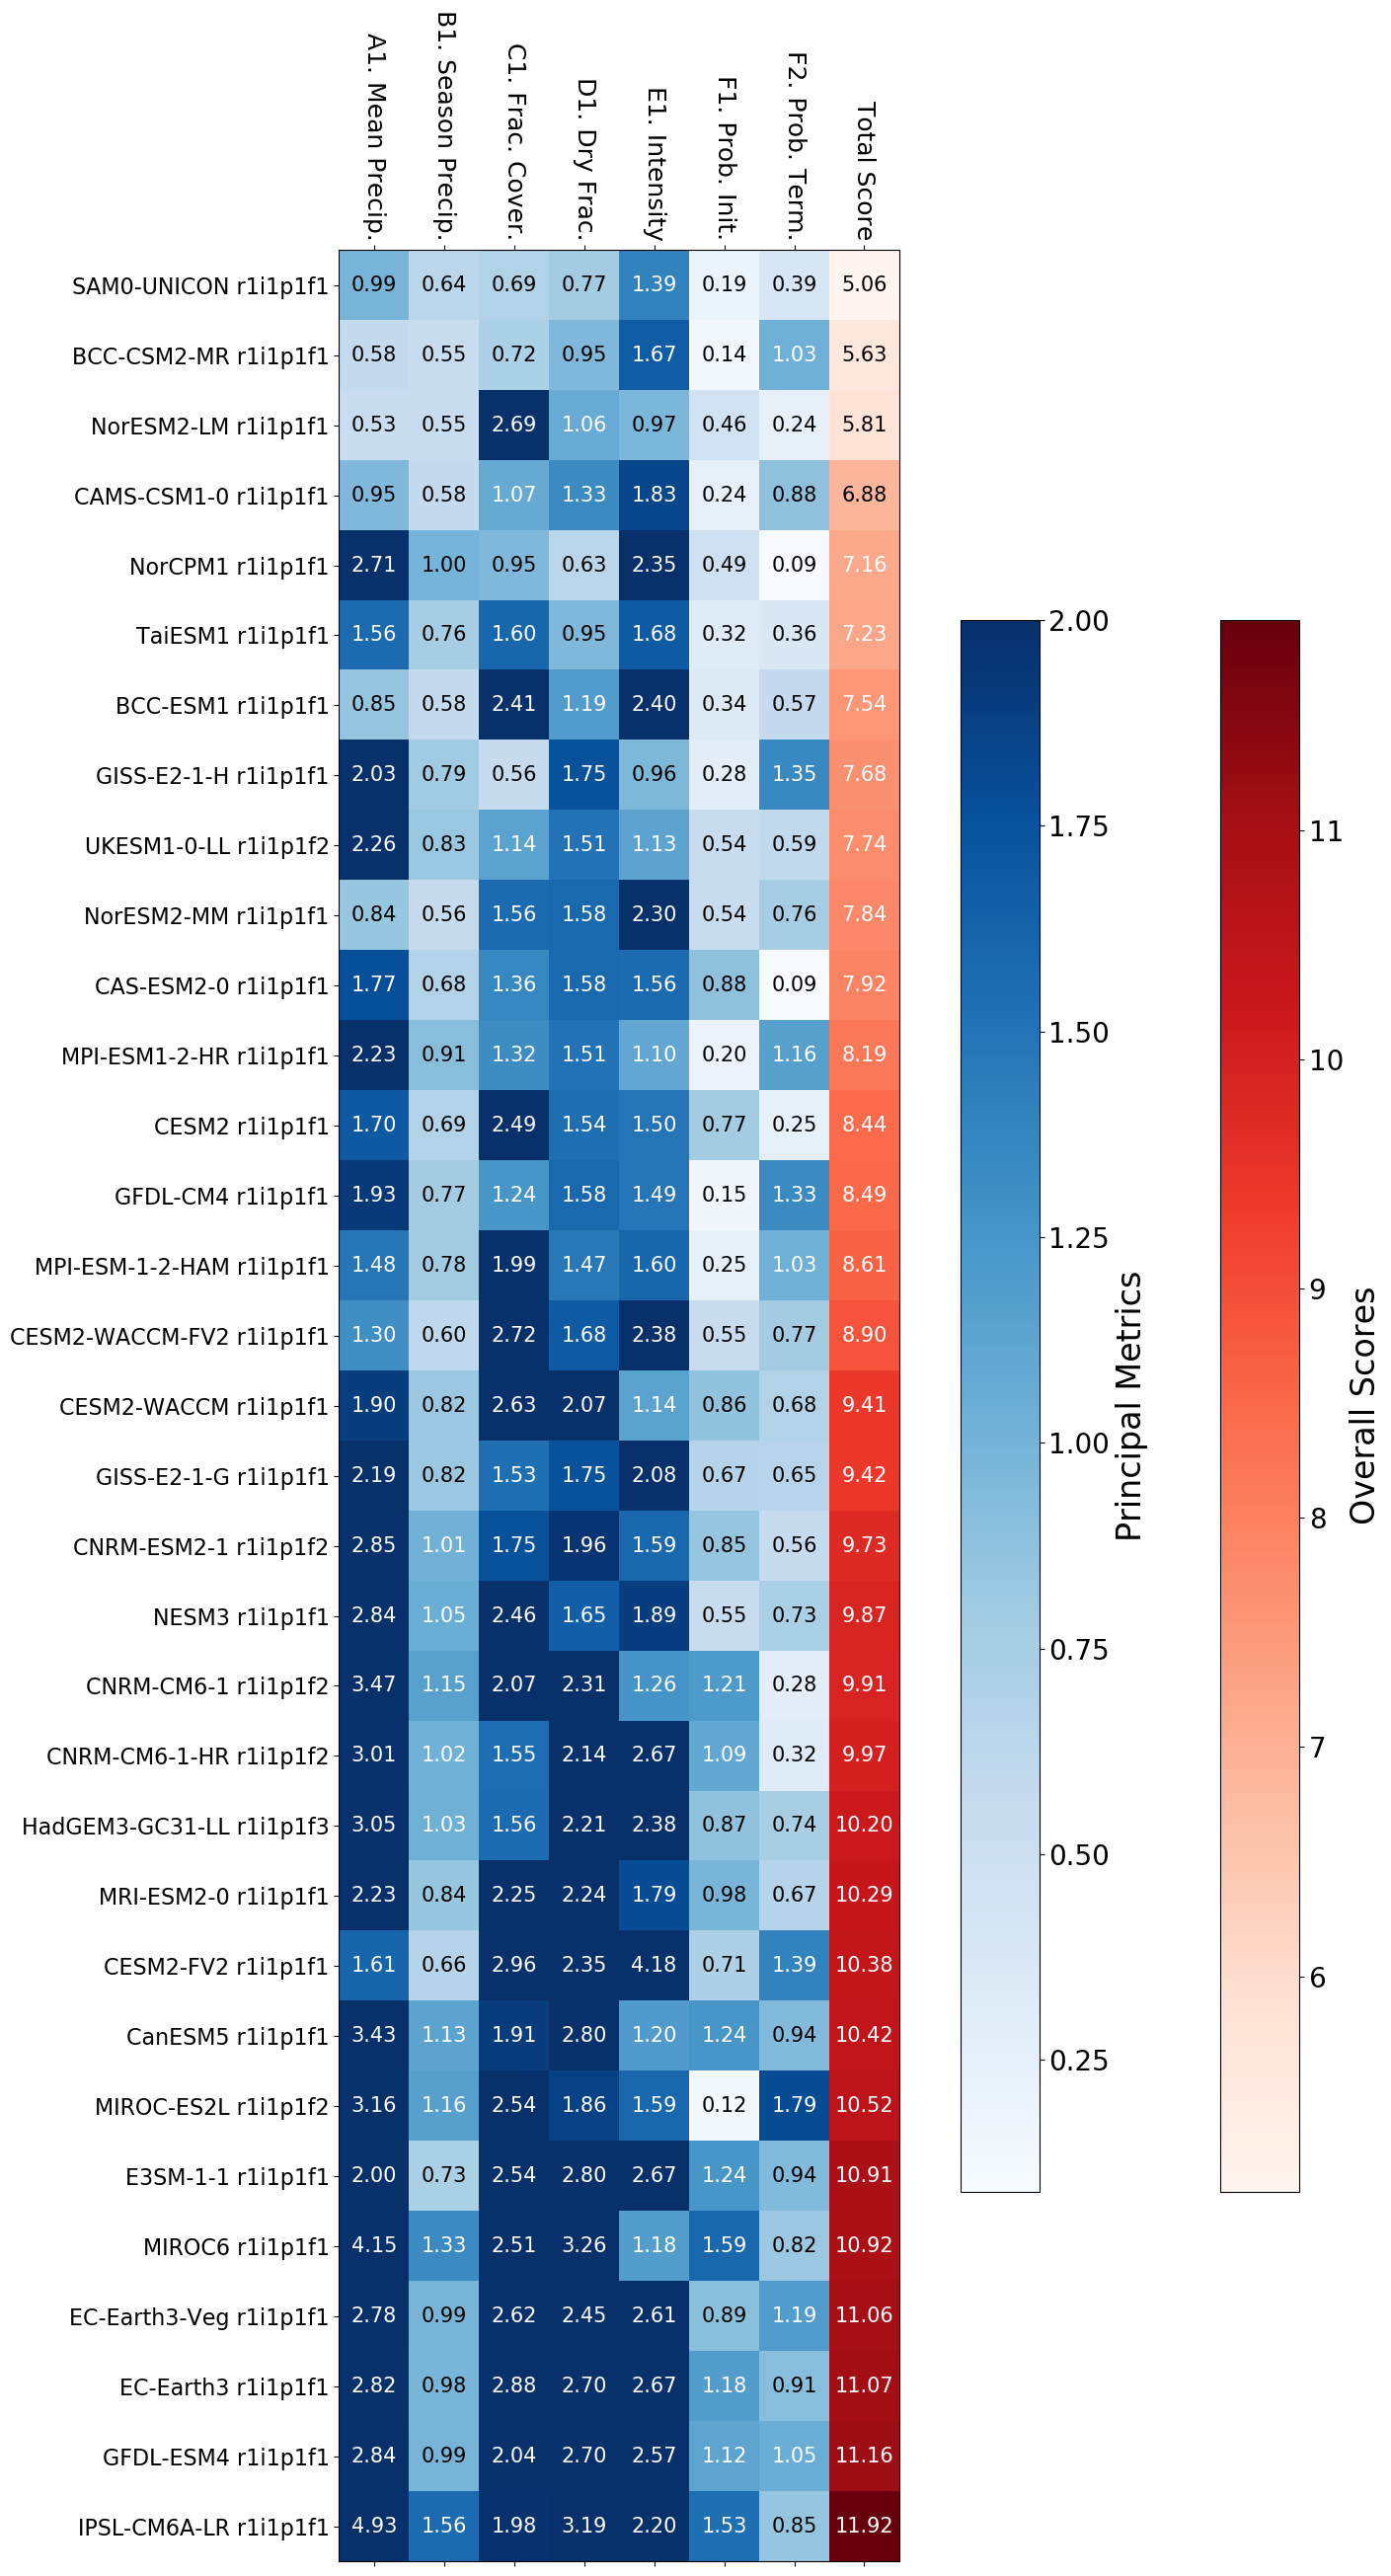 A1. Mean Precip.
B1. Season Precip.
C1. Frac. Cover.
D1. Dry Frac.
E1. Intensity
F1. Prob. Init.
F2. Prob. Term.
Total Score
SAM0-UNICON r1i1p1f1 0.99 0.64 0.69 0.77 1.39 0.19 0.39 5.06
BCC-CSM2-MR r1i1p1f1 0.58 0.55 0.72 0.95 1.67 0.14 1.03 5.63
NorESM2-LM r1i1p1f1 0.53 0.55 2.69 1.06 0.97 0.46 0.24 5.81
CAMS-CSM1-0 r1i1p1f1 0.95 0.58 1.07 1.33 1.83 0.24 0.88 6.88
NorCPM1 r1i1p1f1 2.71 1.00 0.95 0.63 2.35 0.49 0.09 7.16
TaiESM1 r1i1p1f1 1.56 0.76 1.60 0.95 1.68 0.32 0.36 7.23
BCC-ESM1 r1i1p1f1 0.85 0.58 2.41 1.19 2.40 0.34 0.57 7.54
GISS-E2-1-H r1i1p1f1 2.03 0.79 0.56 1.75 0.96 0.28 1.35 7.68
UKESM1-0-LL r1i1p1f2 2.26 0.83 1.14 1.51 1.13 0.54 0.59 7.74
NorESM2-MM r1i1p1f1 0.84 0.56 1.56 1.58 2.30 0.54 0.76 7.84
CAS-ESM2-0 r1i1p1f1 1.77 0.68 1.36 1.58 1.56 0.88 0.09 7.92
MPI-ESM1-2-HR r1i1p1f1 2.23 0.91 1.32 1.51 1.10 0.20 1.16 8.19
CESM2 r1i1p1f1 1.70 0.69 2.49 1.54 1.50 0.77 0.25 8.44
GFDL-CM4 r1i1p1f1 1.93 0.77 1.24 1.58 1.49 0.15 1.33 8.49
MPI-ESM-1-2-HAM r1i1p1f1 1.48 0.78 1.99 1.47 1.60 0.25 1.03 8.61
CESM2-WACCM-FV2 r1i1p1f1 1.30 0.60 2.72 1.68 2.38 0.55 0.77 8.90
CESM2-WACCM r1i1p1f1 1.90 0.82 2.63 2.07 1.14 0.86 0.68 9.41
GISS-E2-1-G r1i1p1f1 2.19 0.82 1.53 1.75 2.08 0.67 0.65 9.42
CNRM-ESM2-1 r1i1p1f2 2.85 1.01 1.75 1.96 1.59 0.85 0.56 9.73
NESM3 r1i1p1f1 2.84 1.05 2.46 1.65 1.89 0.55 0.73 9.87
CNRM-CM6-1 r1i1p1f2 3.47 1.15 2.07 2.31 1.26 1.21 0.28 9.91
CNRM-CM6-1-HR r1i1p1f2 3.01 1.02 1.55 2.14 2.67 1.09 0.32 9.97
HadGEM3-GC31-LL r1i1p1f3 3.05 1.03 1.56 2.21 2.38 0.87 0.74 10.20
MRI-ESM2-0 r1i1p1f1 2.23 0.84 2.25 2.24 1.79 0.98 0.67 10.29
CESM2-FV2 r1i1p1f1 1.61 0.66 2.96 2.35 4.18 0.71 1.39 10.38
CanESM5 r1i1p1f1 3.43 1.13 1.91 2.80 1.20 1.24 0.94 10.42
MIROC-ES2L r1i1p1f2 3.16 1.16 2.54 1.86 1.59 0.12 1.79 10.52
E3SM-1-1 r1i1p1f1 2.00 0.73 2.54 2.80 2.67 1.24 0.94 10.91
MIROC6 r1i1p1f1 4.15 1.33 2.51 3.26 1.18 1.59 0.82 10.92
EC-Earth3-Veg r1i1p1f1 2.78 0.99 2.62 2.45 2.61 0.89 1.19 11.06
EC-Earth3 r1i1p1f1 2.82 0.98 2.88 2.70 2.67 1.18 0.91 11.07
GFDL-ESM4 r1i1p1f1 2.84 0.99 2.04 2.70 2.57 1.12 1.05 11.16
IPSL-CM6A-LR r1i1p1f1 4.93 1.56 1.98 3.19 2.20 1.53 0.85 11.92
2.00
1.75
1.50
1.25
1.00
0.75
0.50
0.25
Principal Metrics
11
10
9
8
7
6
Overall Scores